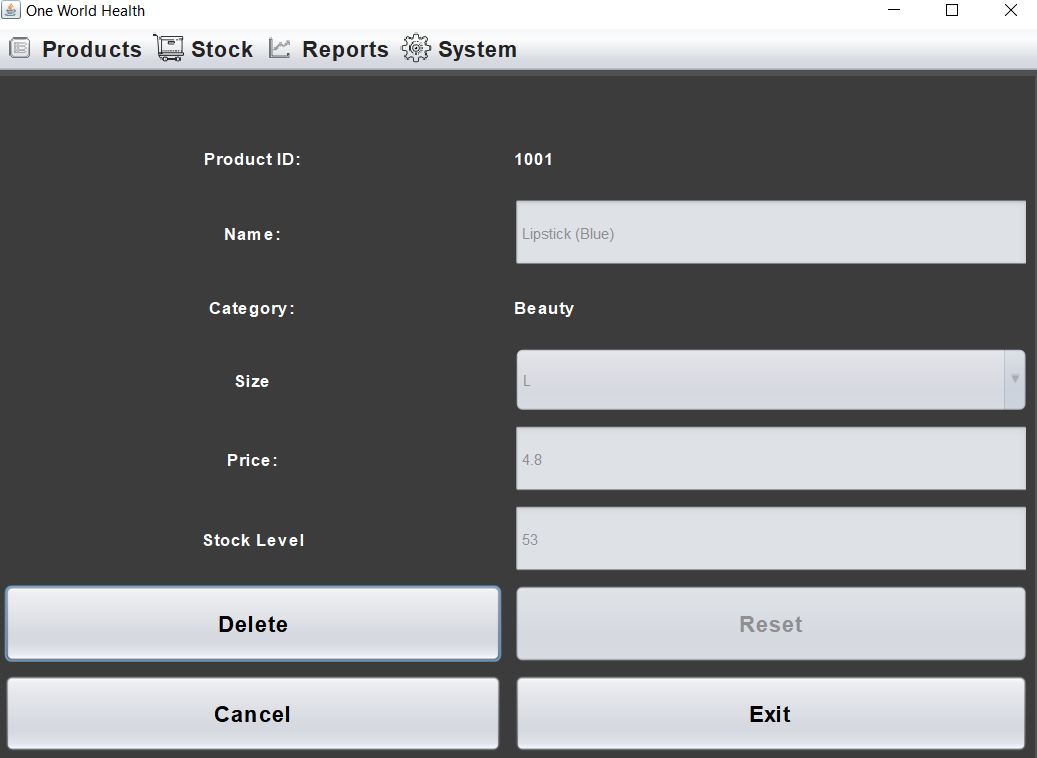 One World Health
Products Stock Reports System
Product ID: 1001
Name: Lipstick (Blue)
Category: Beauty
Size L
Price: 4.8
Stock Level 53
Delete Reset
Cancel Exit